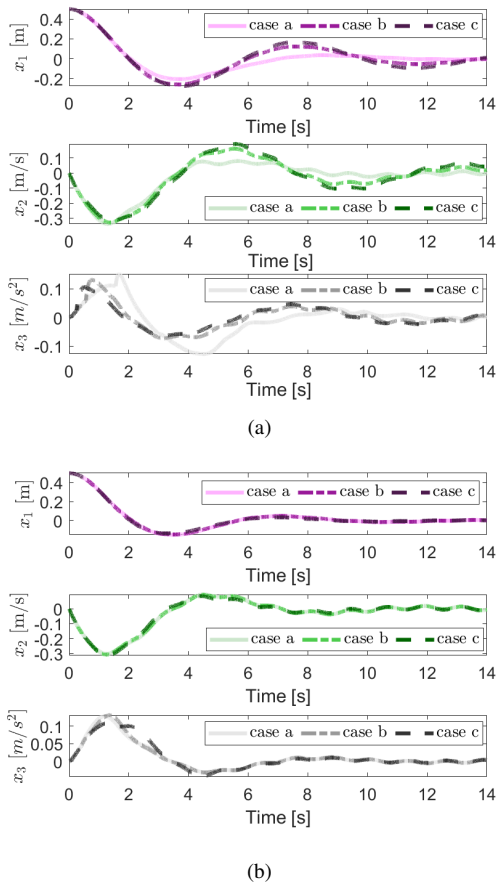 case a case b case c
x₁ [m]
0.4
0.2
0
-0.2
0 2 4 6 8 10 12 14
Time [s]
x₂ [m/s]
0.1
0
-0.1
-0.2
-0.3
case a case b case c
0 2 4 6 8 10 12 14
Time [s]
case a case b case c
x₃ [m/s²]
0.1
0
-0.1
0 2 4 6 8 10 12 14
Time [s]
(a)
case a case b case c
x₁ [m]
0.4
0.2
0
0 2 4 6 8 10 12 14
Time [s]
x₂ [m/s]
0
-0.1
-0.2
-0.3
case a case b case c
0 2 4 6 8 10 12 14
Time [s]
case a case b case c
x₃ [m/s²]
0.1
0.05
0
0 2 4 6 8 10 12 14
Time [s]
(b)